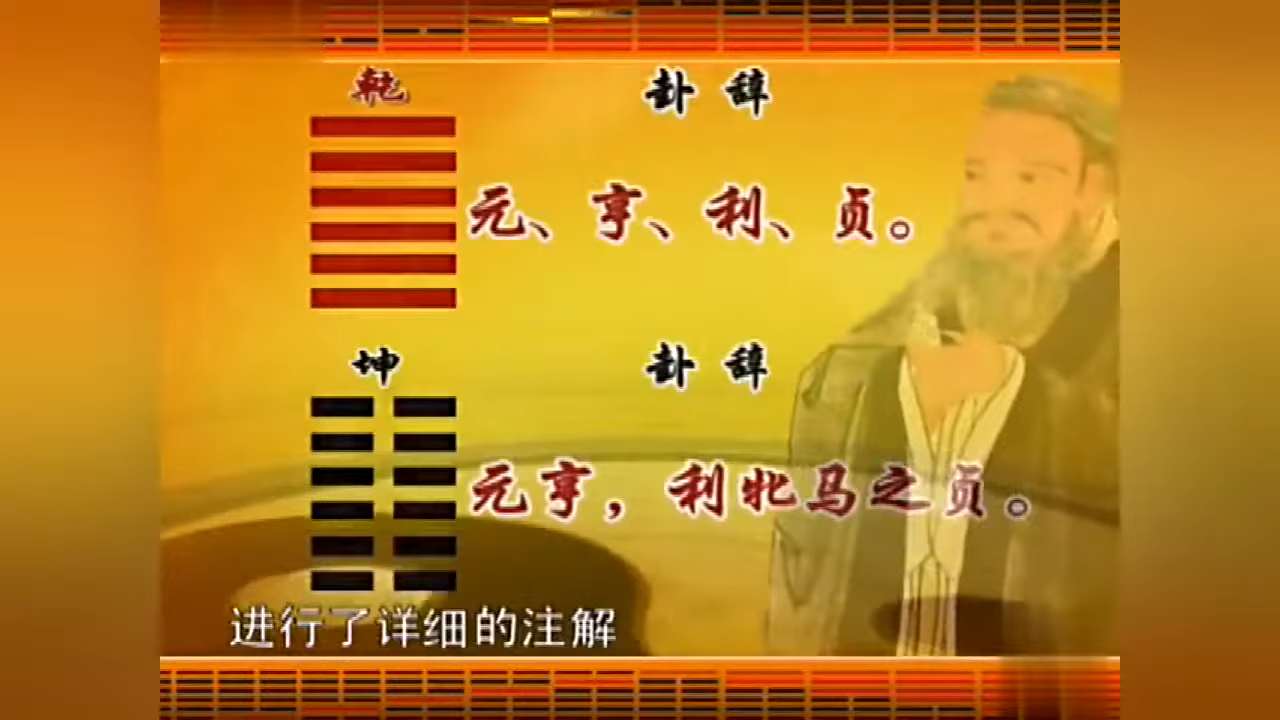 乾 卦辞
元、亨、利、贞。
坤 卦辞
元亨，利牝马之贞。
进行了详细的注解